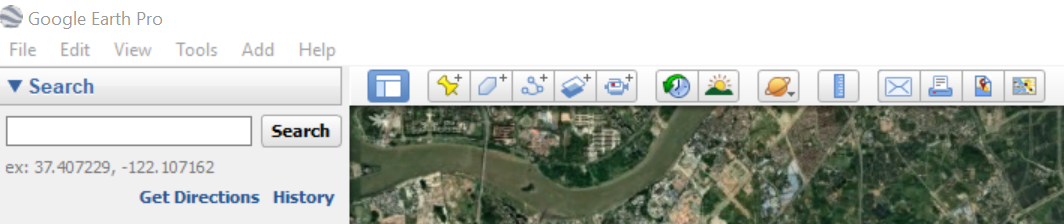 Google Earth Pro
File Edit View Tools Add Help
Search
Search
ex: 37.407229, -122.107162
Get Directions History